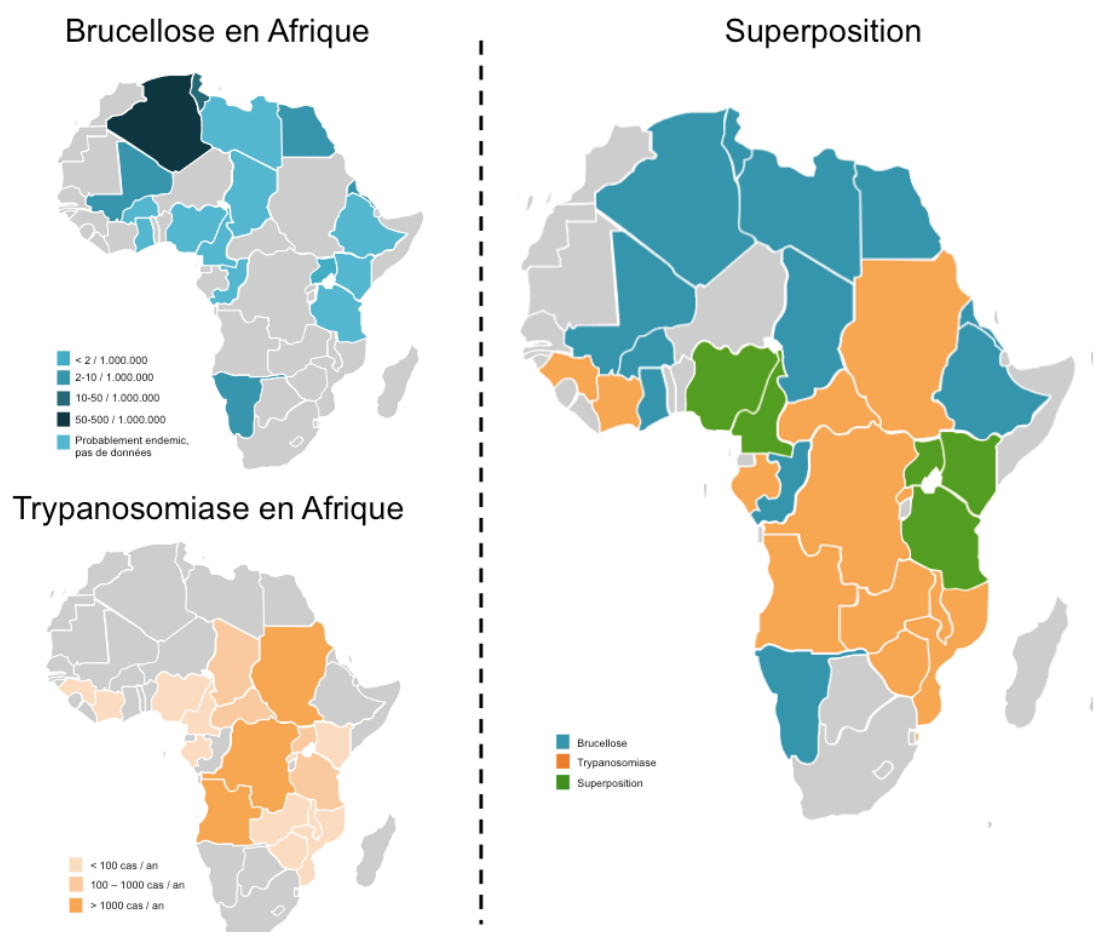 Brucellose en Afrique
< 2 / 1.000.000
2-10 / 1.000.000
10-50 / 1.000.000
50-500 / 1.000.000
Probablement endemic,
pas de données
Trypanosomiase en Afrique
< 100 cas / an
100 – 1000 cas / an
> 1000 cas / an
Superposition
Brucellose
Trypanosomiase
Superposition